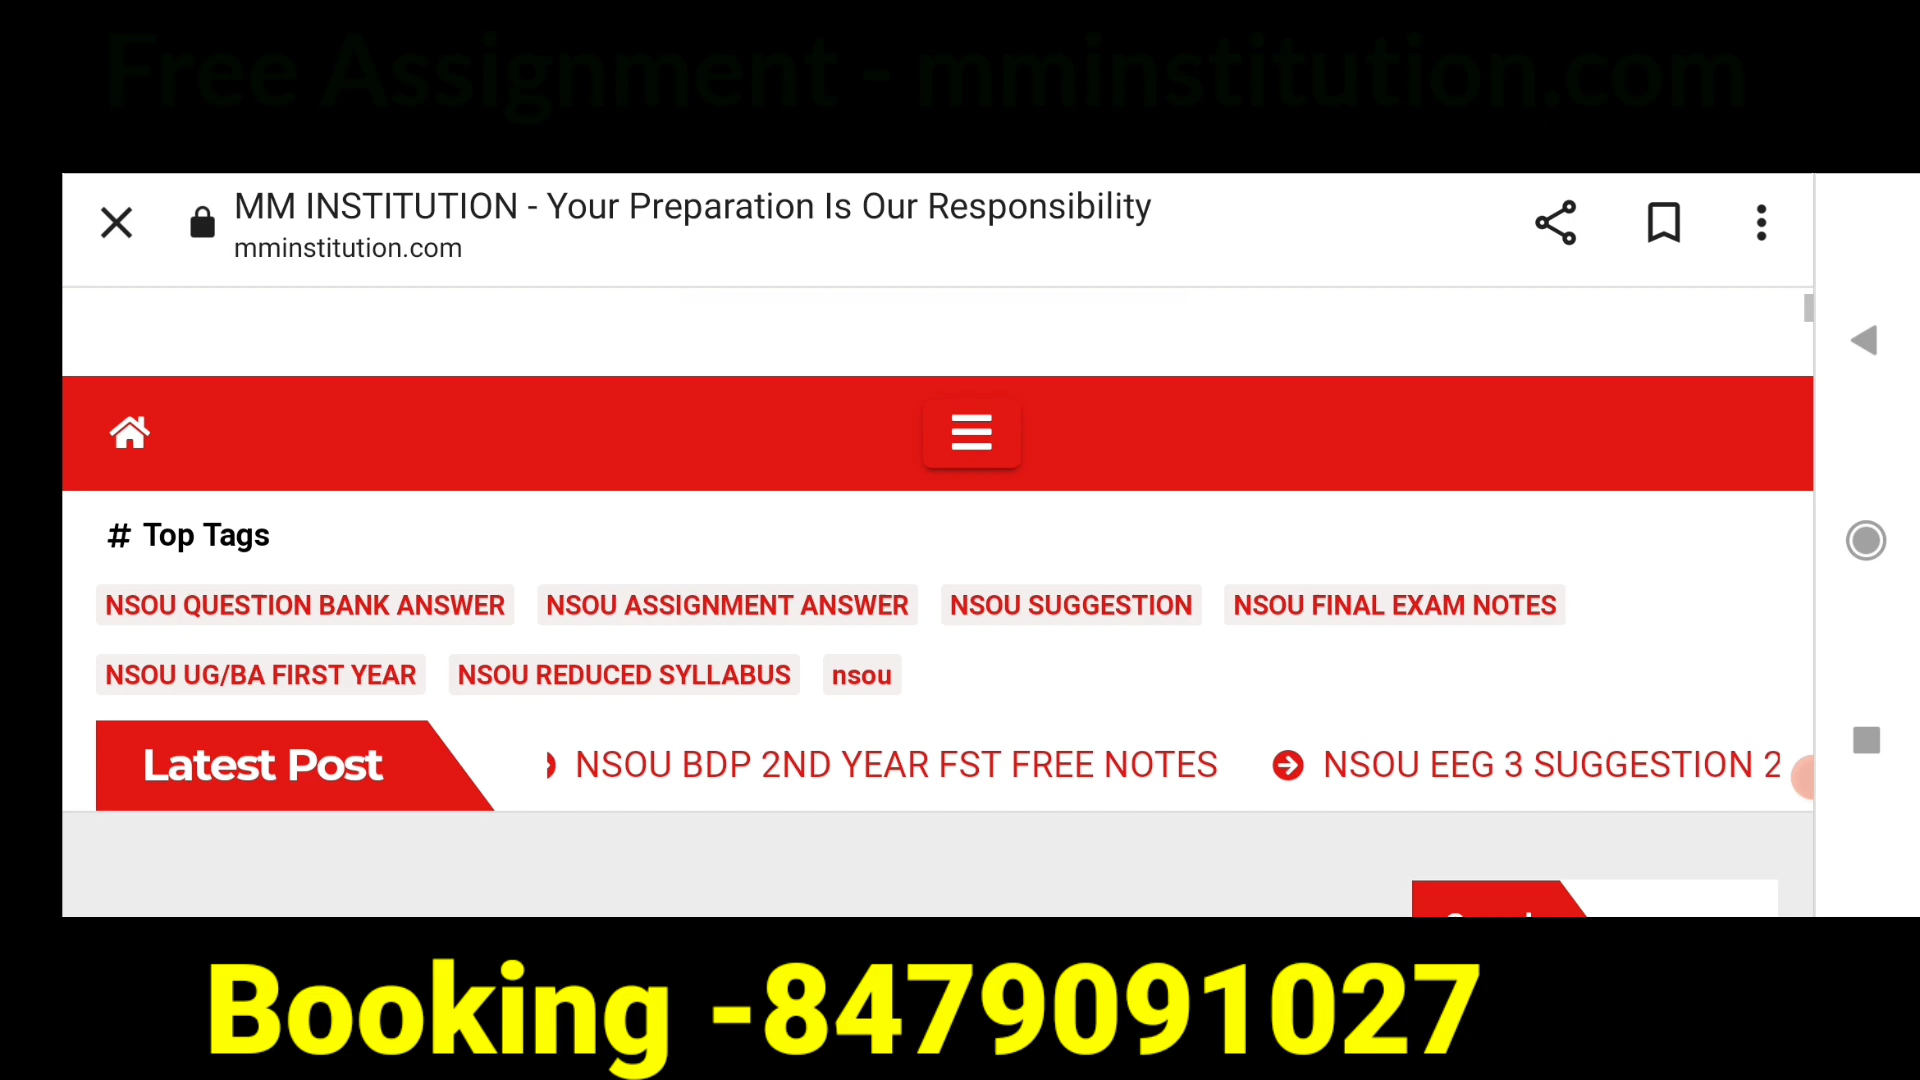 Free Assignment - mminstitution.com
MM INSTITUTION - Your Preparation Is Our Responsibility
mminstitution.com
# Top Tags
NSOU QUESTION BANK ANSWER NSOU ASSIGNMENT ANSWER NSOU SUGGESTION NSOU FINAL EXAM NOTES
NSOU UG/BA FIRST YEAR NSOU REDUCED SYLLABUS nsou
Latest Post NSOU BDP 2ND YEAR FST FREE NOTES NSOU EEG 3 SUGGESTION 2
Booking -8479091027